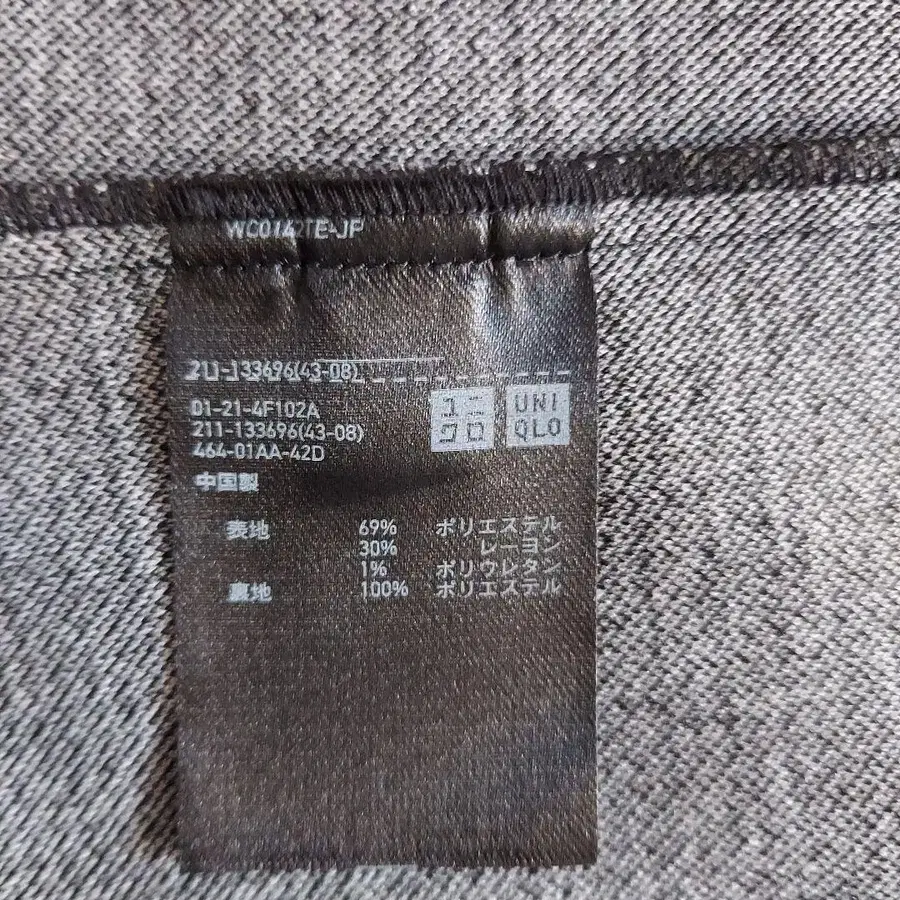 WC0142TE-JP
211-133696(43-08)
01-21-4F102A
211-133696(43-08)
464-01AA-42D
ユニ
クロ
UNI
QLO
中国製
表地 69% ポリエステル
30% レーヨン
1% ポリウレタン
裏地 100% ポリエステル